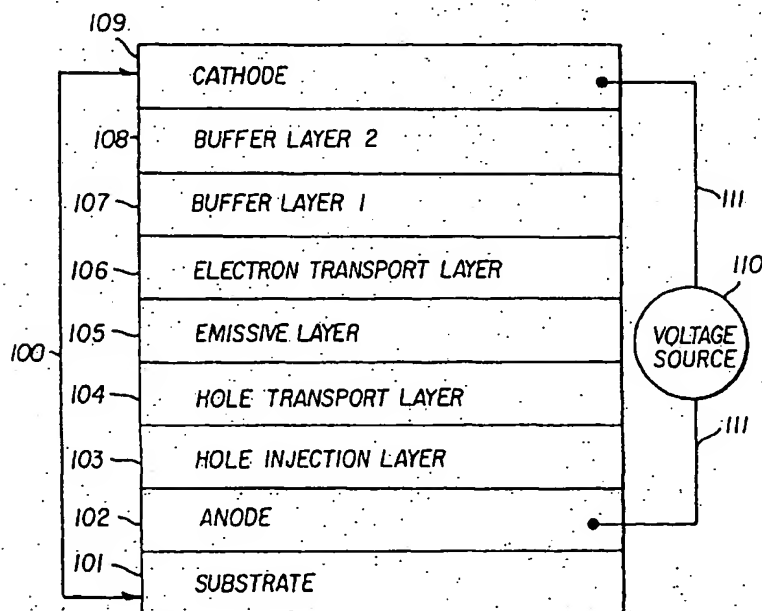 109
CATHODE
108
BUFFER LAYER 2
107
BUFFER LAYER 1
111
106
ELECTRON TRANSPORT LAYER
110
105
EMISSIVE LAYER
VOLTAGE
SOURCE
100
104
HOLE TRANSPORT LAYER
111
103
HOLE INJECTION LAYER
102
ANODE
101
SUBSTRATE